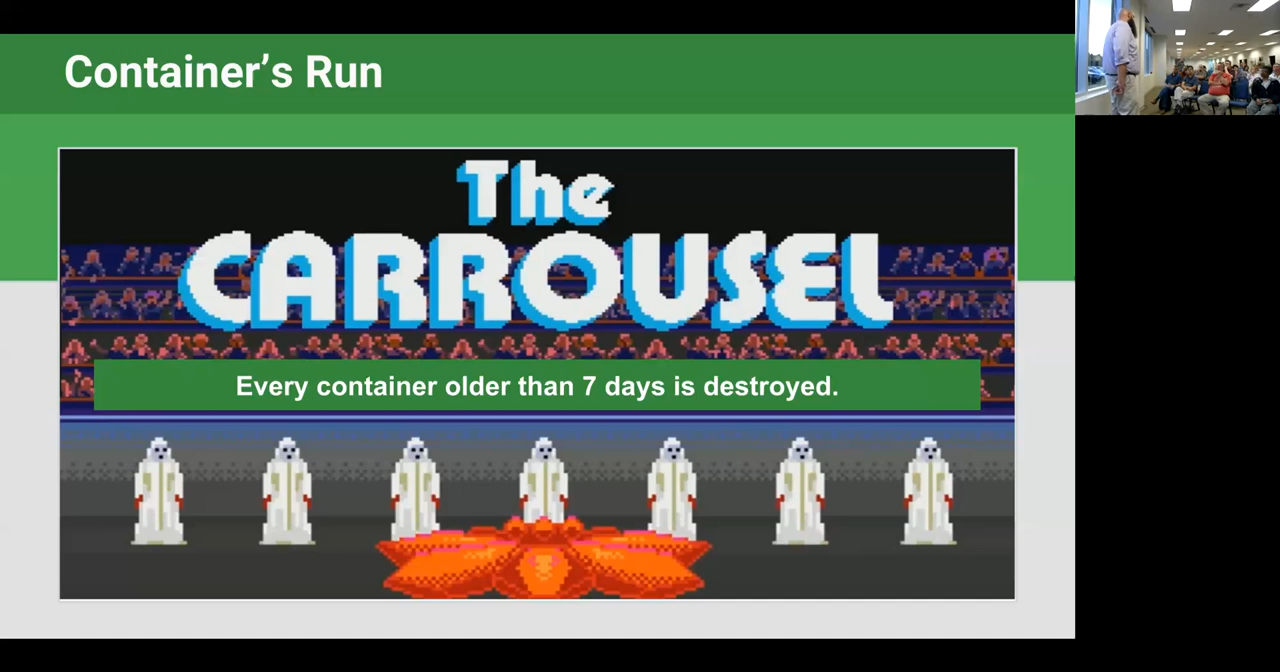 Container’s Run
The
CARROUSEL
Every container older than 7 days is destroyed.